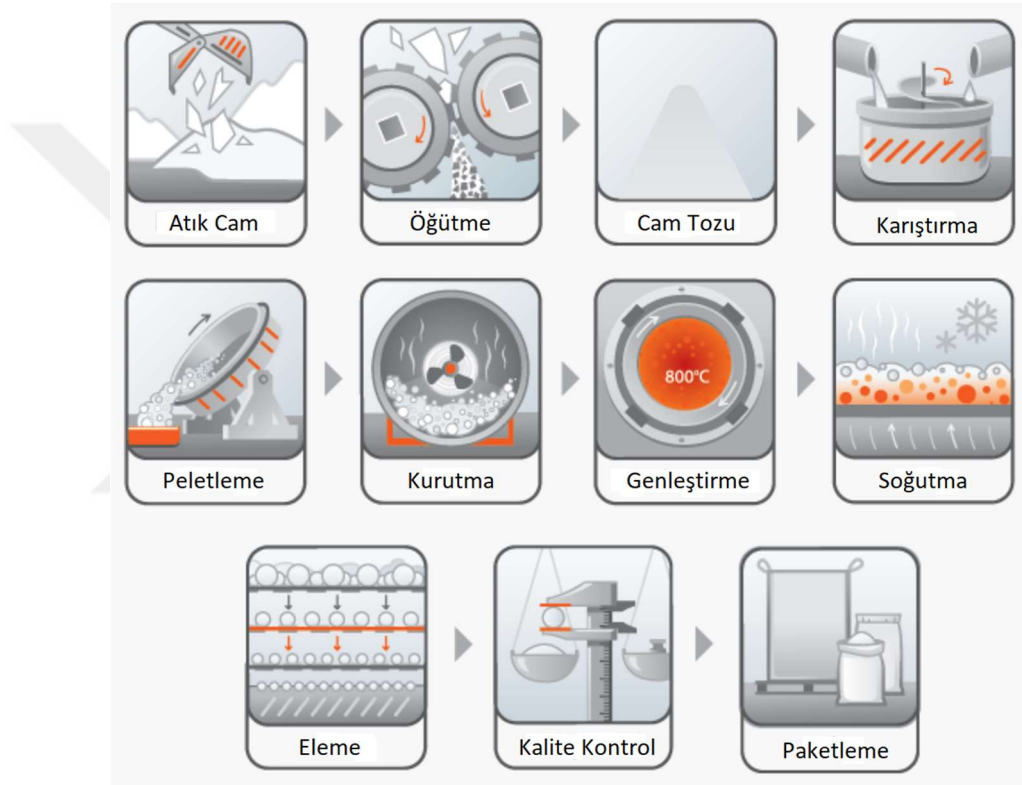 Atık Cam
Öğütme
Cam Tozu
Karıştırma
800°C
Peletleme
Kurutma
Genleştirme
Soğutma
Eleme
Kalite Kontrol
Paketleme